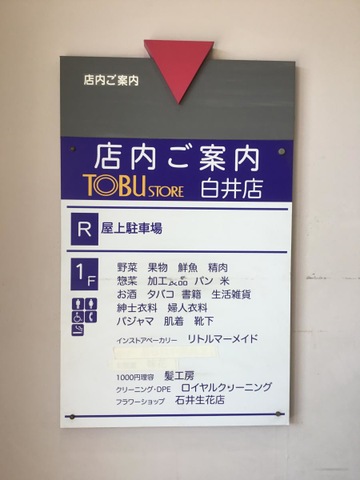 店内ご案内
店内ご案内
TOBU STORE 白井店
R 屋上駐車場
1F 野菜 果物 鮮魚 精肉
惣菜 加工食品 パン 米
お酒 タバコ 書籍 生活雑貨
紳士衣料 婦人衣料
パジャマ 肌着 靴下
インストアベーカリー リトルマーメイド
1000円理容 髪工房
クリーニング・DPE ロイヤルクリーニング
フラワーショップ 石井生花店